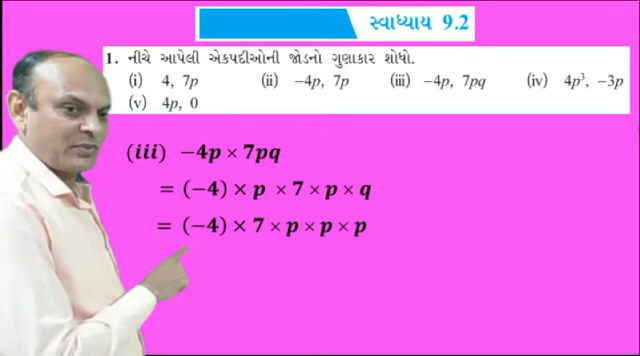 સ્વાધ્યાય 9.2
1. નીચે આપેલી એકપદીઓની જોડનો ગુણાકાર શોધો.
(i) 4, 7p (ii) −4p, 7p (iii) −4p, 7pq (iv) 4p³, −3p
(v) 4p, 0
(iii) −4p × 7pq
= (−4) × p × 7 × p × q
= (−4) × 7 × p × p × p